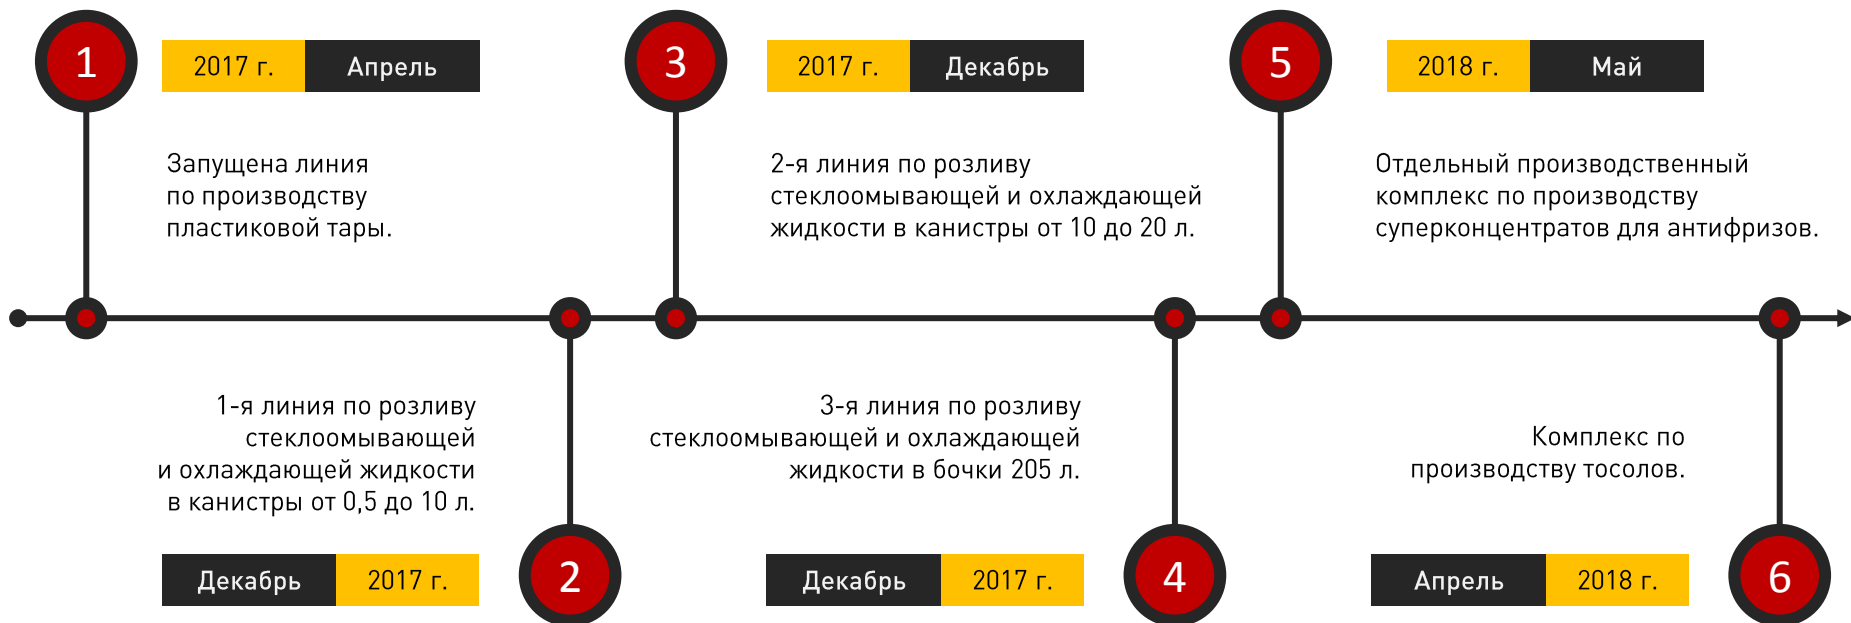 1
2017 г. Апрель
Запущена линия
по производству
пластиковой тары.
1-я линия по розливу
стеклоомывающей
и охлаждающей жидкости
в канистры от 0,5 до 10 л.
Декабрь 2017 г.
2
3
2017 г. Декабрь
2-я линия по розливу
стеклоомывающей и охлаждающей
жидкости в канистры от 10 до 20 л.
3-я линия по розливу
стеклоомывающей и охлаждающей
жидкости в бочки 205 л.
Декабрь 2017 г.
4
5
2018 г. Май
Отдельный производственный
комплекс по производству
суперконцентратов для антифризов.
Комплекс по
производству тосолов.
Апрель 2018 г.
6